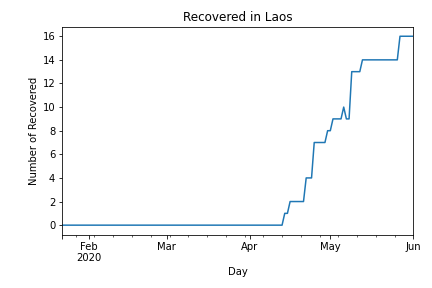 Recovered in Laos
Number of Recovered
16
14
12
10
8
6
4
2
0
Feb
2020
Mar
Apr
May
Jun
Day